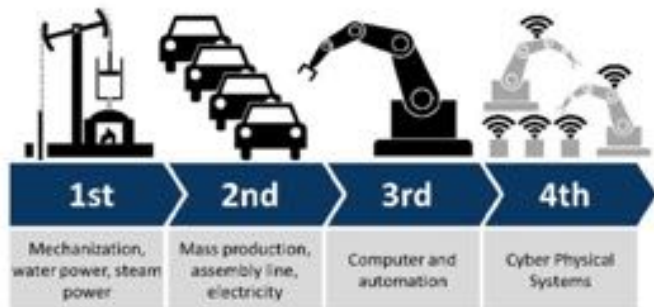 1st
2nd
3rd
4th
Mechanization,
water power, steam
power
Mass production,
assembly line,
electricity
Computer and
automation
Cyber Physical
Systems